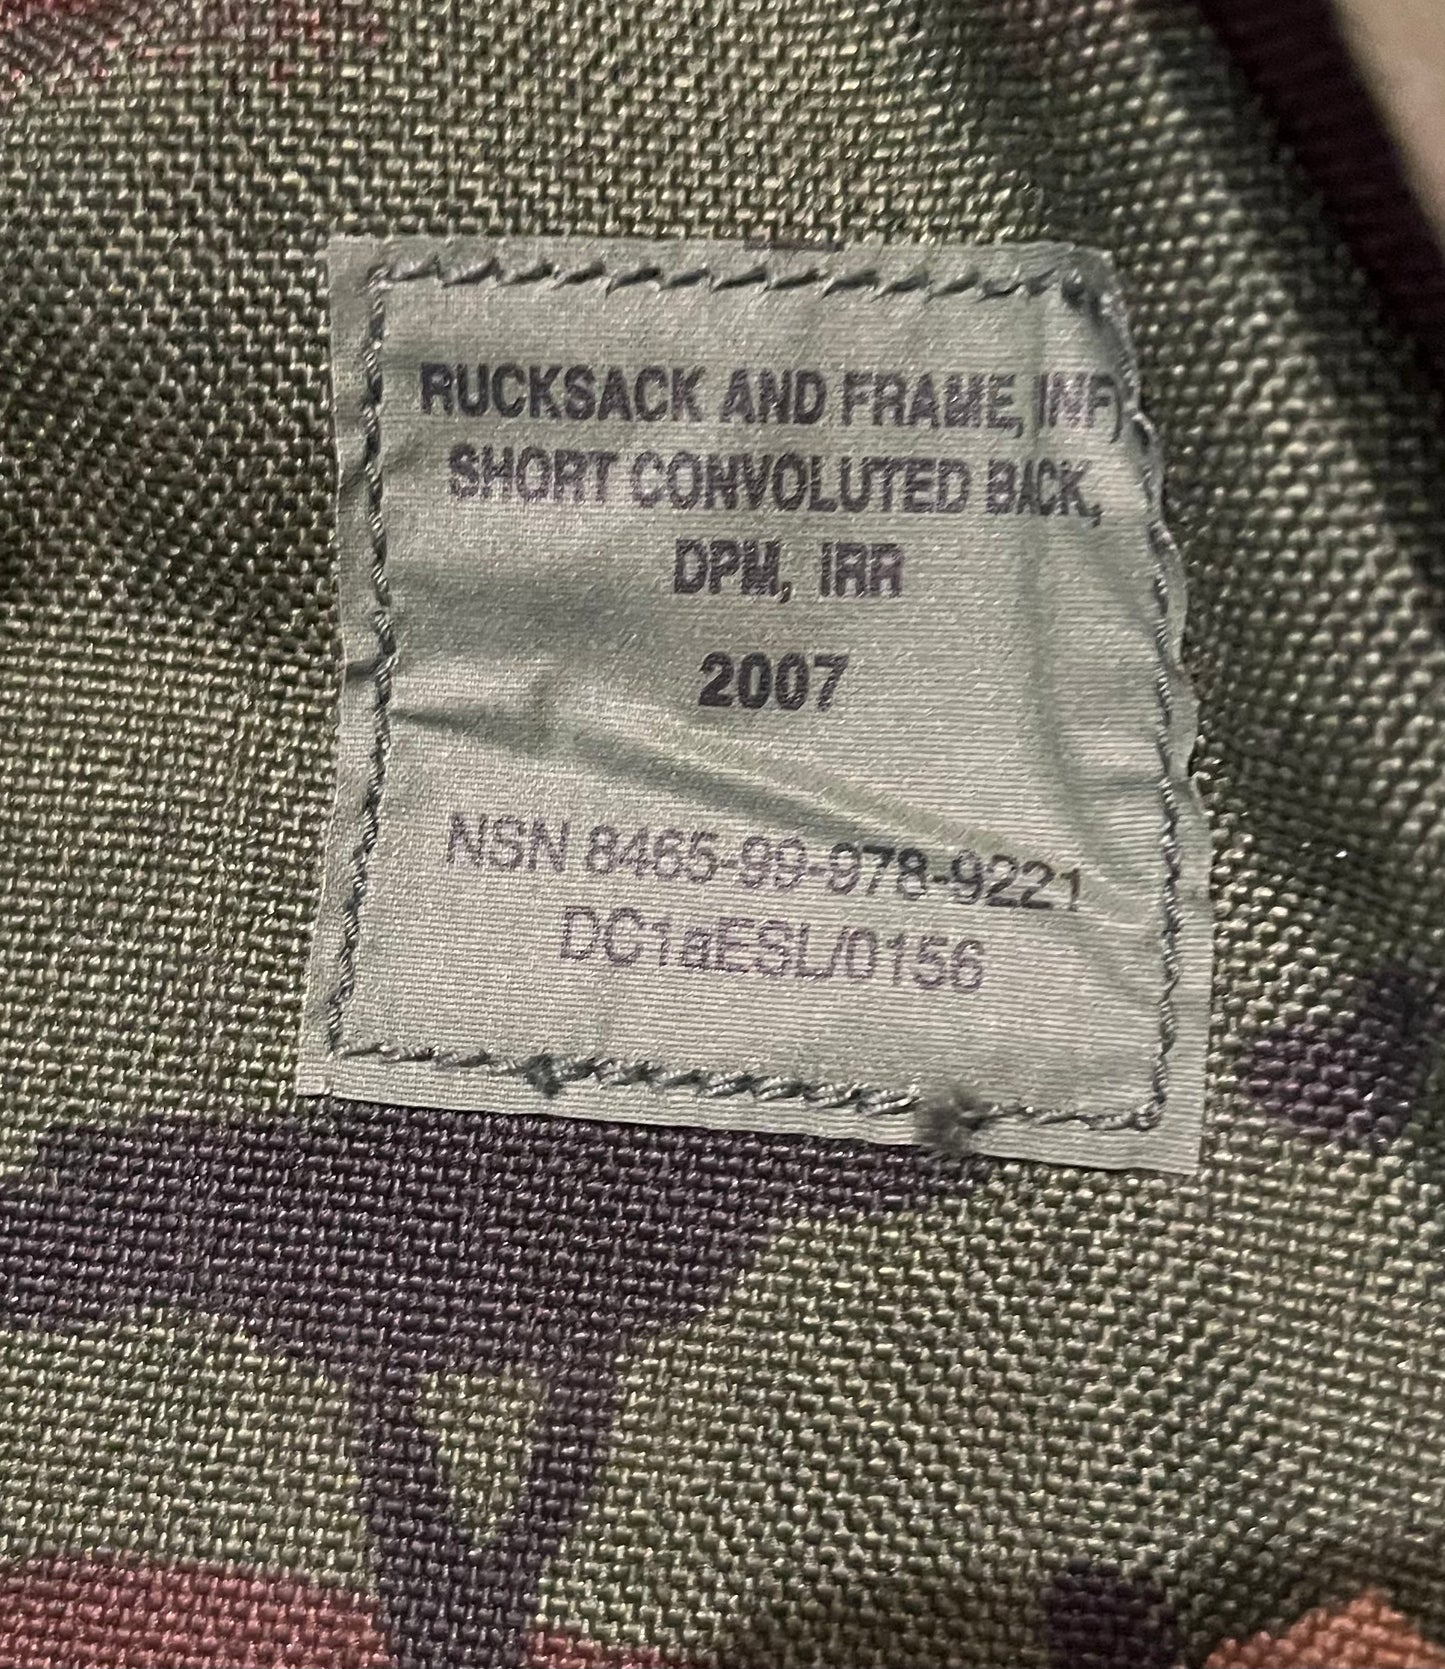 RUCKSACK AND FRAME, INF)
SHORT CONVOLUTED BACK,
DPM, IRR
2007
NSN 8465-99-978-9221
DC1aESL/0156